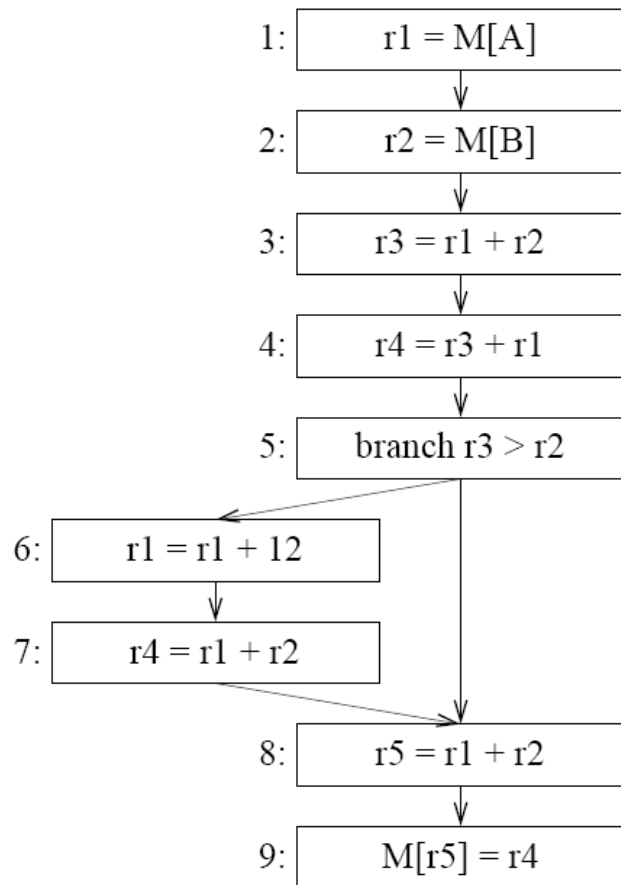 1: r1 = M[A]
2: r2 = M[B]
3: r3 = r1 + r2
4: r4 = r3 + r1
5: branch r3 > r2
6: r1 = r1 + 12
7: r4 = r1 + r2
8: r5 = r1 + r2
9: M[r5] = r4